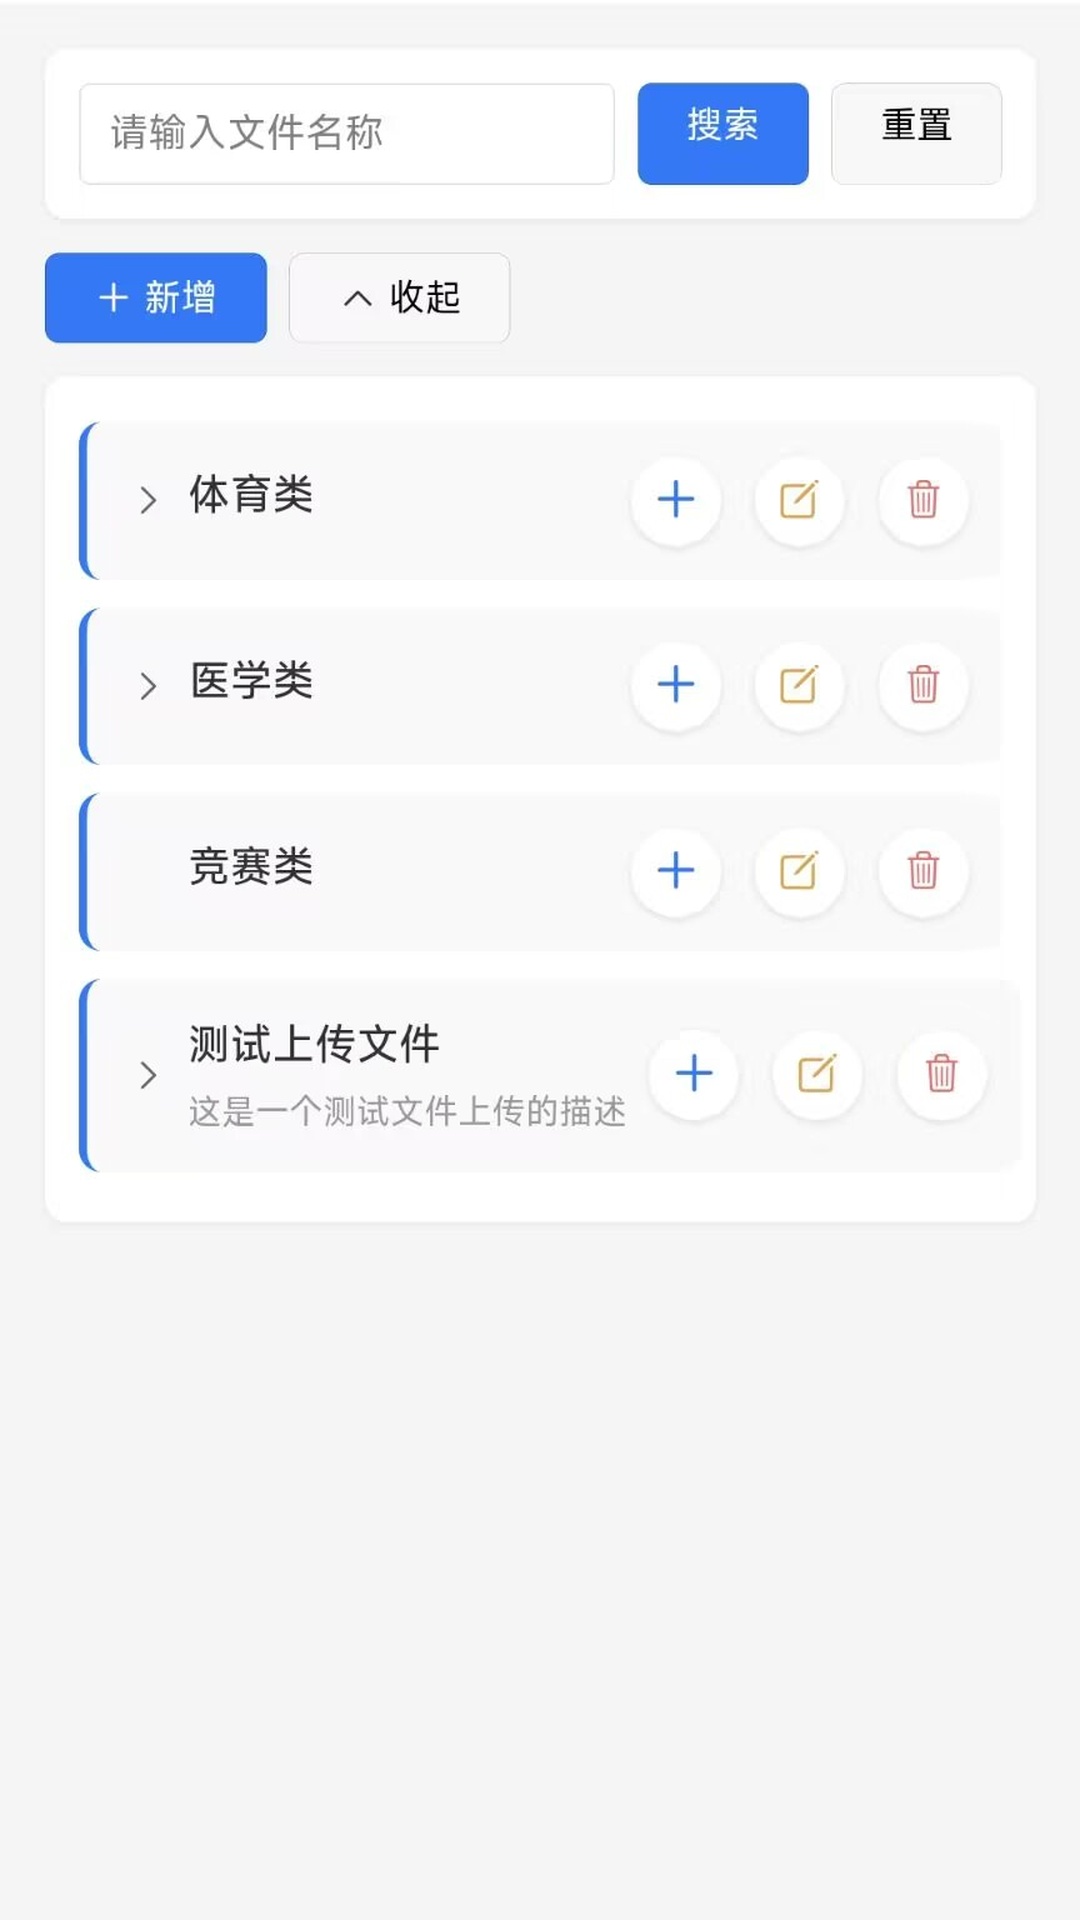 请输入文件名称
搜索
重置
新增
收起
体育类
医学类
竞赛类
测试上传文件
这是一个测试文件上传的描述